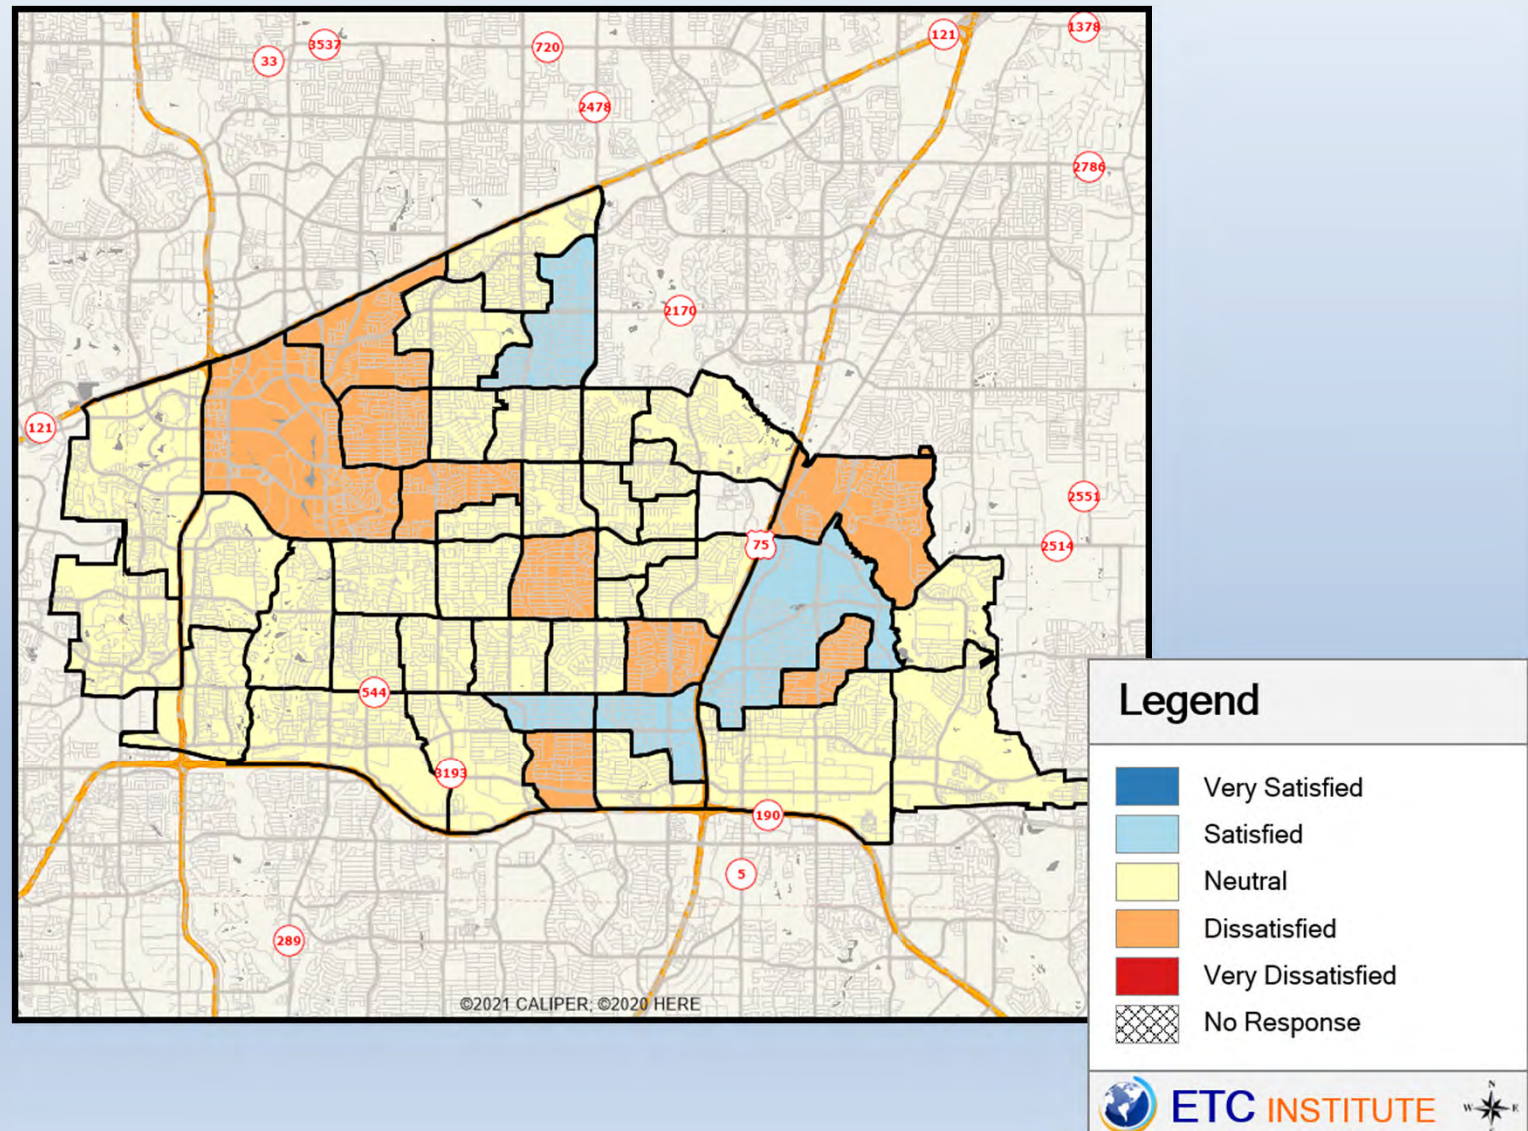 1378
121
3537
720
33
2478
2786
2170
121
2551
75
2514
544
3193
190
5
289
©2021 CALIPER; ©2020 HERE
Legend
Very Satisfied
Satisfied
Neutral
Dissatisfied
Very Dissatisfied
No Response
ETC INSTITUTE
N
W E
S